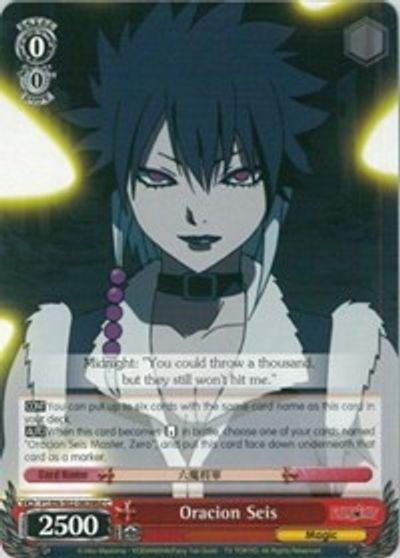 0
0
Midnight: "You could throw a thousand,
but they still won't hit me."
CONT You can put up to six cards with the same card name as this card in
your deck.
AUTO When this card becomes in battle, choose one of your cards named
"Oracion Seis Master, Zero", and put this card face down underneath
that card as a marker.
Card Name 六魔将軍
Oracion Seis
2500
Magic